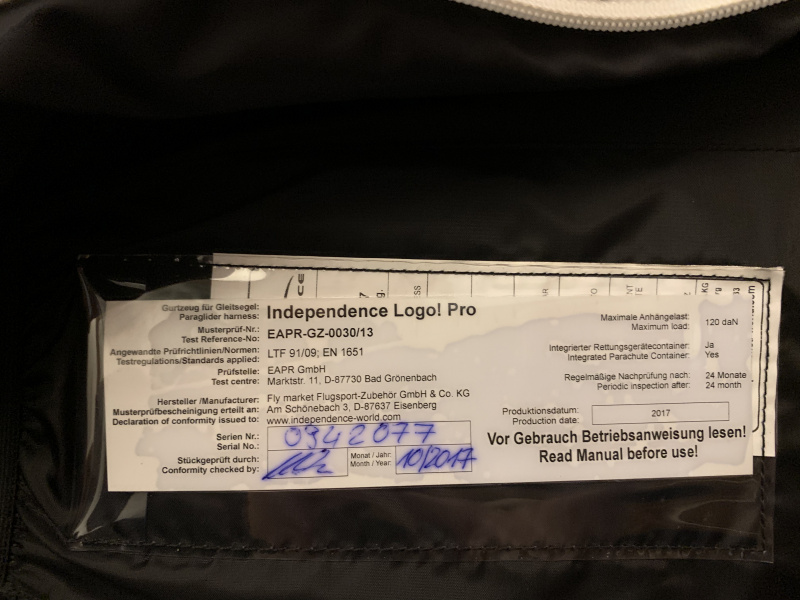 Gurtzeug für Gleitsegel:
Paraglider harness:
Independence Logo! Pro
Musterprüf-Nr.:
Test Reference-No:
EAPR-GZ-0030/13
Angewandte Prüfrichtlinien/Normen:
Testregulations/Standards applied:
LTF 91/09; EN 1651
Prüfstelle:
Test centre:
EAPR GmbH
Marktstr. 11, D-87730 Bad Grönenbach
Hersteller /Manufacturer:
Musterprüfbescheinigung erteilt an:
Declaration of conformity issued to:
Fly market Flugsport-Zubehör GmbH & Co. KG
Am Schönebach 3, D-87637 Eisenberg
www.independence-world.com
Serien Nr.:
Serial No.:
0342077
Stückgeprüft durch:
Conformity checked by:
Monat / Jahr:
Month / Year:
10/2017
Maximale Anhängelast:
Maximum load:
120 daN
Integrierter Rettungsgerätecontainer:
Integrated Parachute Container:
Ja
Yes
Regelmäßige Nachprüfung nach:
Periodic inspection after:
24 Monate
24 month
Produktionsdatum:
Production date:
2017
Vor Gebrauch Betriebsanweisung lesen!
Read Manual before use!